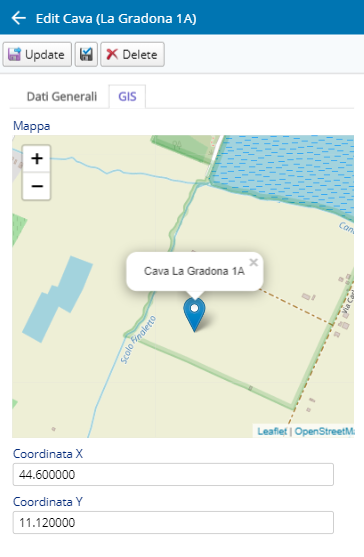 Edit Cava (La Gradona 1A)
Update Delete
Dati Generali GIS
Mappa
+
−
Cava La Gradona 1A ×
Scolo Finaletto
Leaflet | OpenStreetMa
Coordinata X
44.600000
Coordinata Y
11.120000